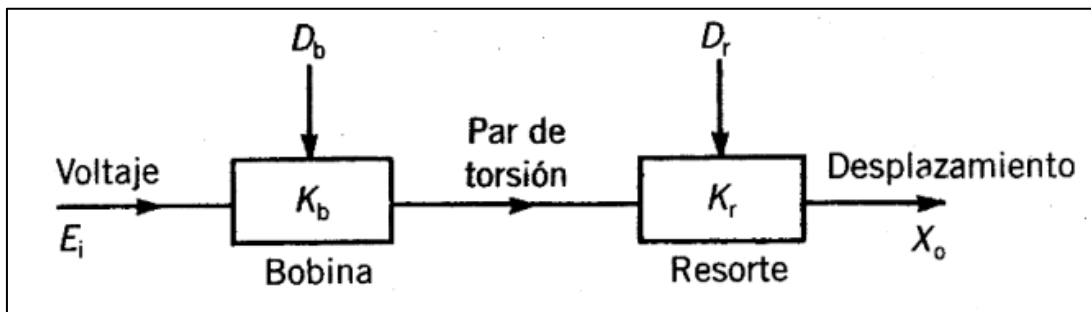 D_b
D_r
Voltaje
E_i
K_b
Bobina
Par de
torsión
K_r
Resorte
Desplazamiento
X_o